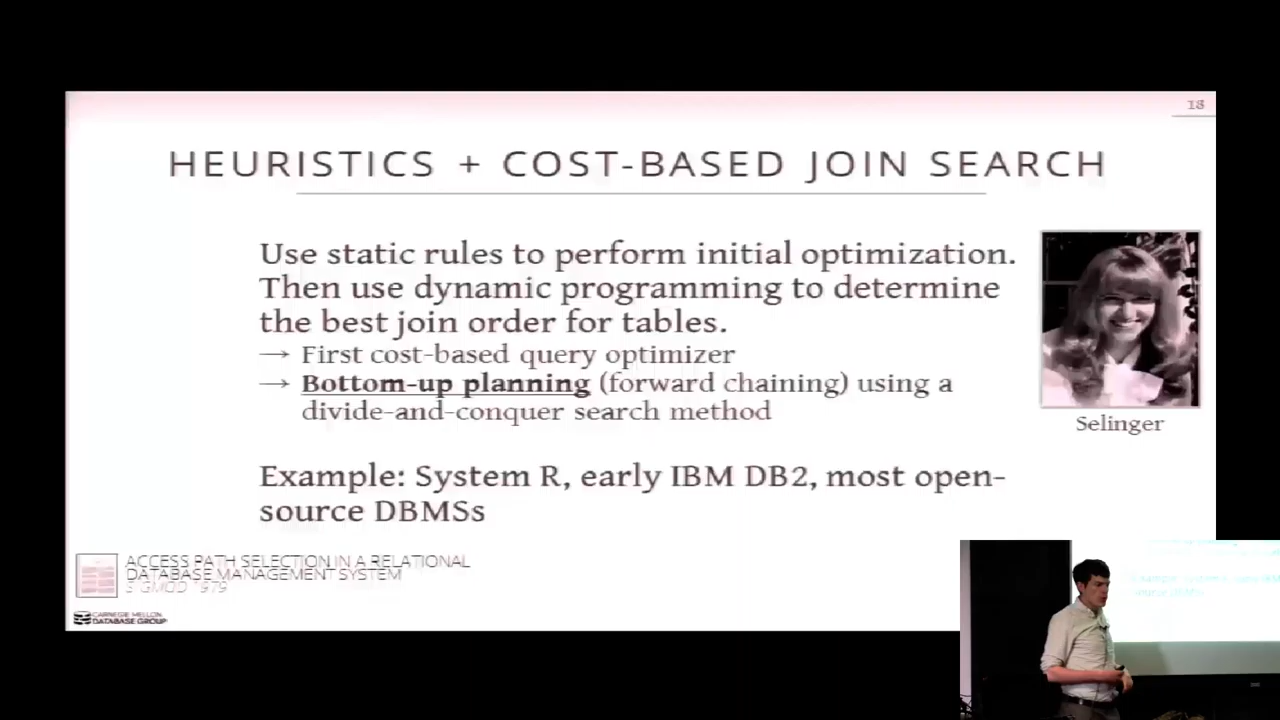 18
HEURISTICS + COST-BASED JOIN SEARCH
Use static rules to perform initial optimization.
Then use dynamic programming to determine
the best join order for tables.
→ First cost-based query optimizer
→ Bottom-up planning (forward chaining) using a
divide-and-conquer search method
Selinger
Example: System R, early IBM DB2, most open-
source DBMSs
ACCESS PATH SELECTION IN A RELATIONAL
DATABASE MANAGEMENT SYSTEM
SIGMOD 1979
CARNEGIE MELLON
DATABASE GROUP